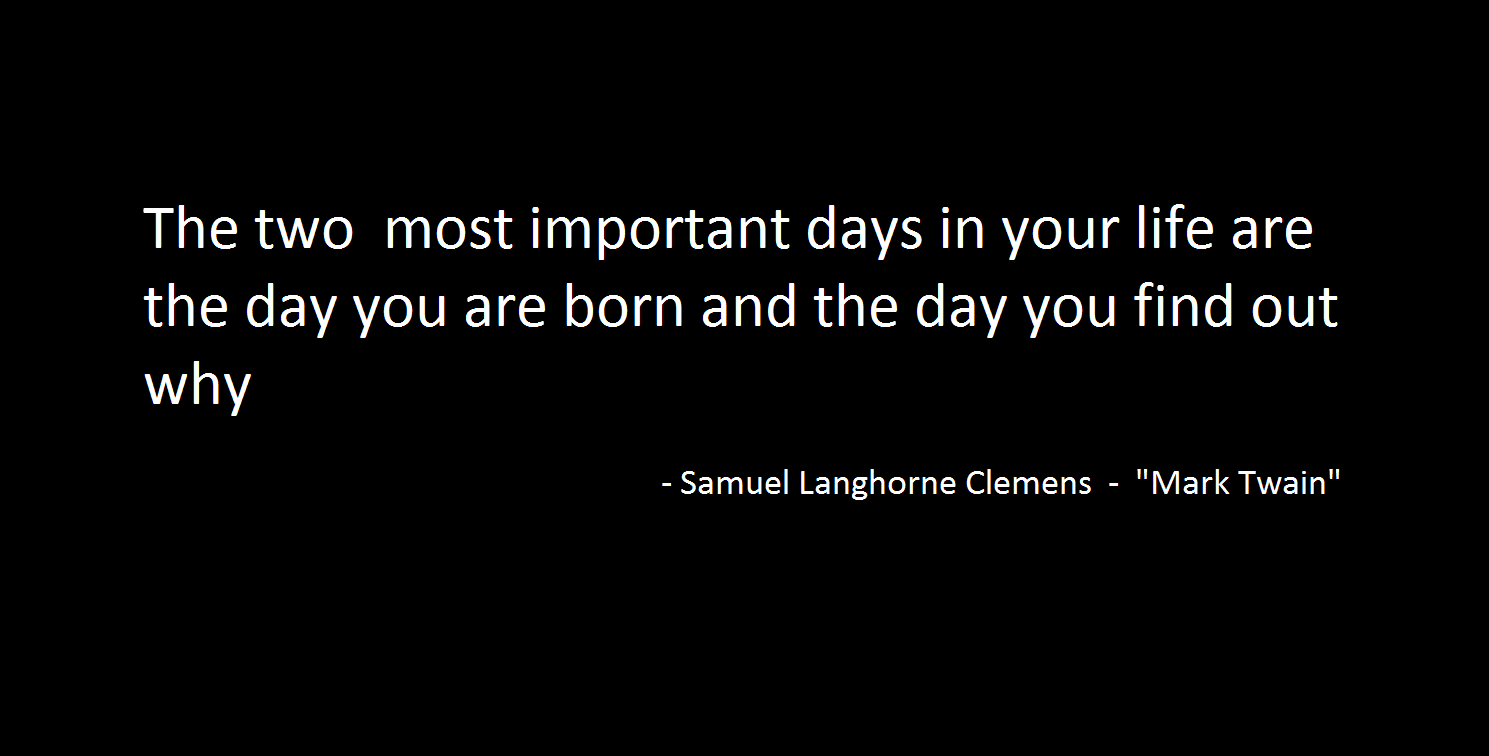 The two  most important days in your life are
the day you are born and the day you find out
why
- Samuel Langhorne Clemens  -  "Mark Twain"